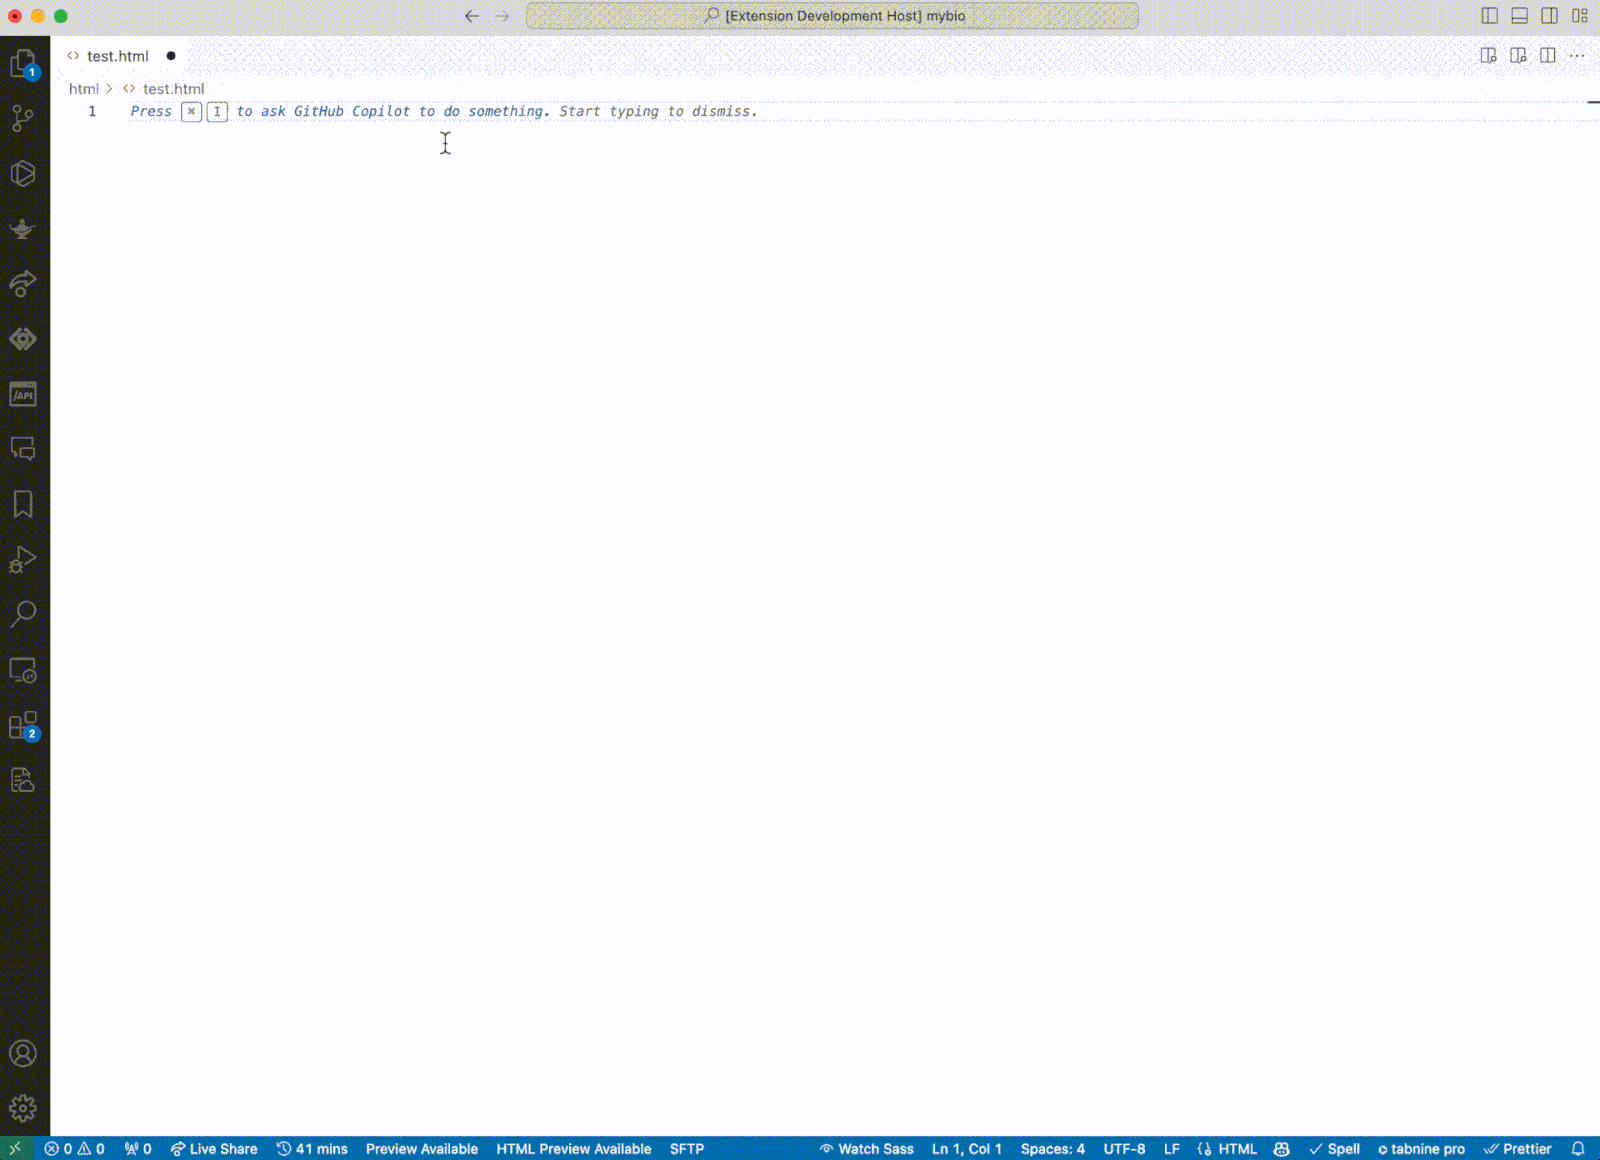 [Extension Development Host] mybio
test.html
html > test.html
1 Press ⌘ I to ask GitHub Copilot to do something. Start typing to dismiss.
1
/API
2
0 0 0 Live Share 41 mins Preview Available HTML Preview Available SFTP Watch Sass Ln 1, Col 1 Spaces: 4 UTF-8 LF HTML Spell tabnine pro Prettier